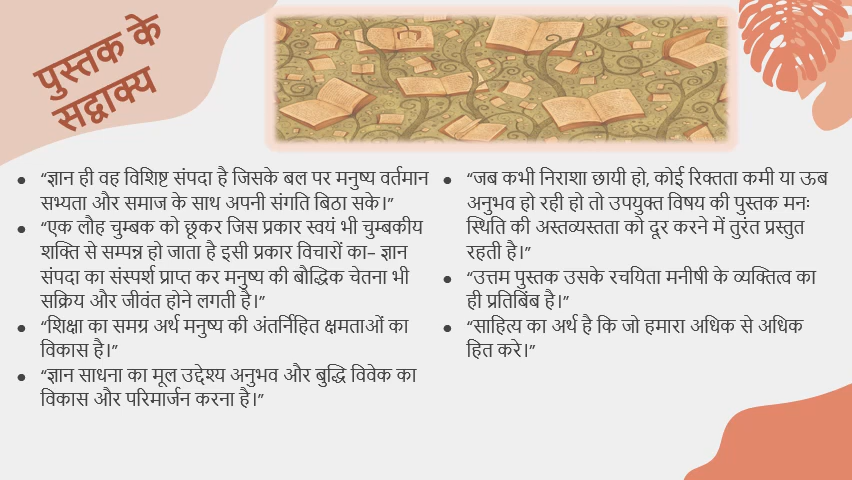 पुस्तक के
सद्वाक्य
• “ज्ञान ही वह विशिष्ट संपदा है जिसके बल पर मनुष्य वर्तमान
सभ्यता और समाज के साथ अपनी संगति बिठा सके।”
• “एक लौह चुम्बक को छूकर जिस प्रकार स्वयं भी चुम्बकीय
शक्ति से सम्पन्न हो जाता है इसी प्रकार विचारों का– ज्ञान
संपदा का संस्पर्श प्राप्त कर मनुष्य की बौद्धिक चेतना भी
सक्रिय और जीवंत होने लगती है।”
• “शिक्षा का समग्र अर्थ मनुष्य की अंतर्निहित क्षमताओं का
विकास है।”
• “ज्ञान साधना का मूल उद्देश्य अनुभव और बुद्धि विवेक का
विकास और परिमार्जन करना है।”
• “जब कभी निराशा छायी हो, कोई रिक्तता कमी या ऊब
अनुभव हो रही हो तो उपयुक्त विषय की पुस्तक मनः
स्थिति की अस्तव्यस्तता को दूर करने में तुरंत प्रस्तुत
रहती है।”
• “उत्तम पुस्तक उसके रचयिता मनीषी के व्यक्तित्व का
ही प्रतिबिंब है।”
• “साहित्य का अर्थ है कि जो हमारा अधिक से अधिक
हित करे।”